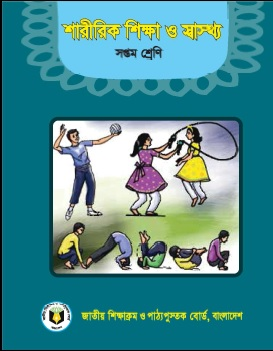 শারীরিক শিক্ষা ও স্বাস্থ্য
সপ্তম শ্রেণি
জাতীয় শিক্ষাক্রম ও পাঠ্যপুস্তক বোর্ড, বাংলাদেশ